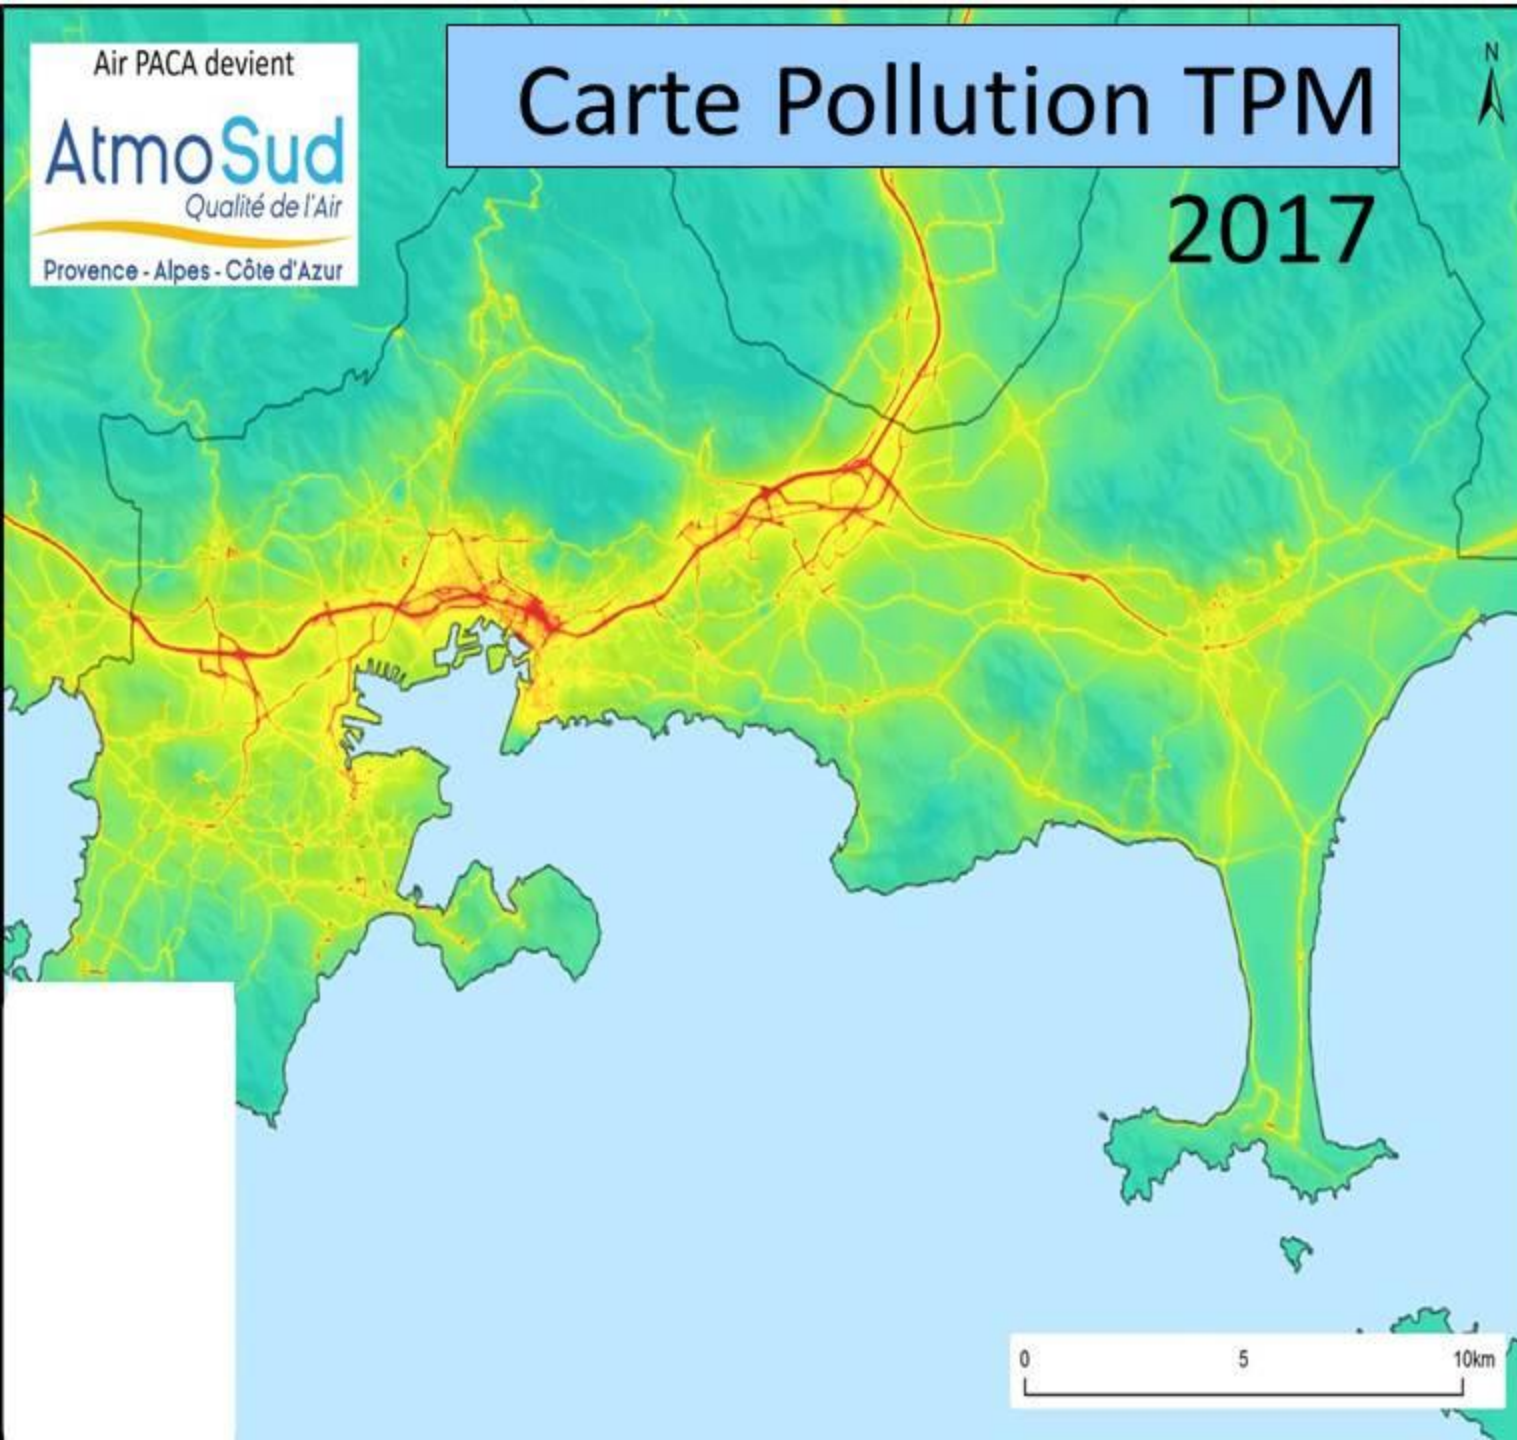 Air PACA devient
AtmoSud
Qualité de l'Air
Provence - Alpes - Côte d'Azur
Carte Pollution TPM
2017
N
0 5 10km